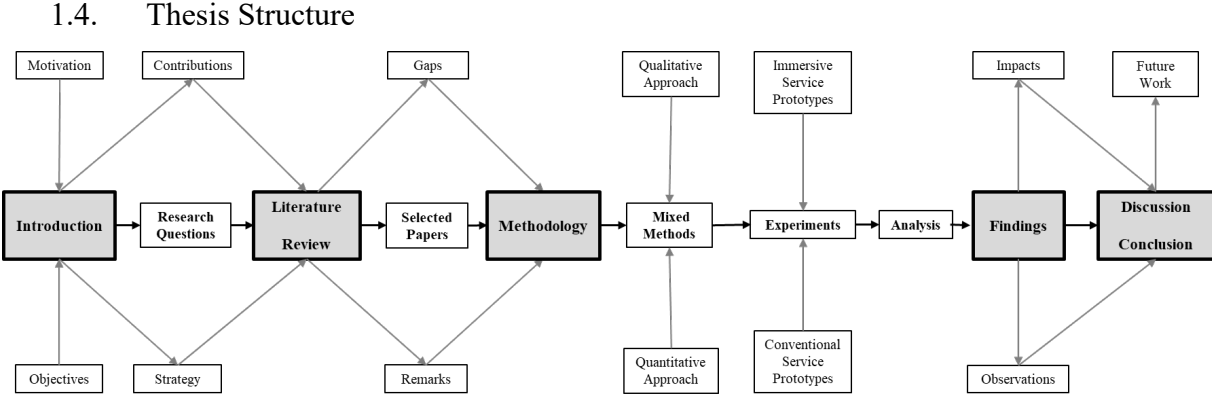 1.4. Thesis Structure
Motivation
Contributions
Gaps
Qualitative
Approach
Immersive
Service
Prototypes
Impacts
Future
Work
Introduction
Research
Questions
Literature
Review
Selected
Papers
Methodology
Mixed
Methods
Experiments
Analysis
Findings
Discussion
Conclusion
Objectives
Strategy
Remarks
Quantitative
Approach
Conventional
Service
Prototypes
Observations